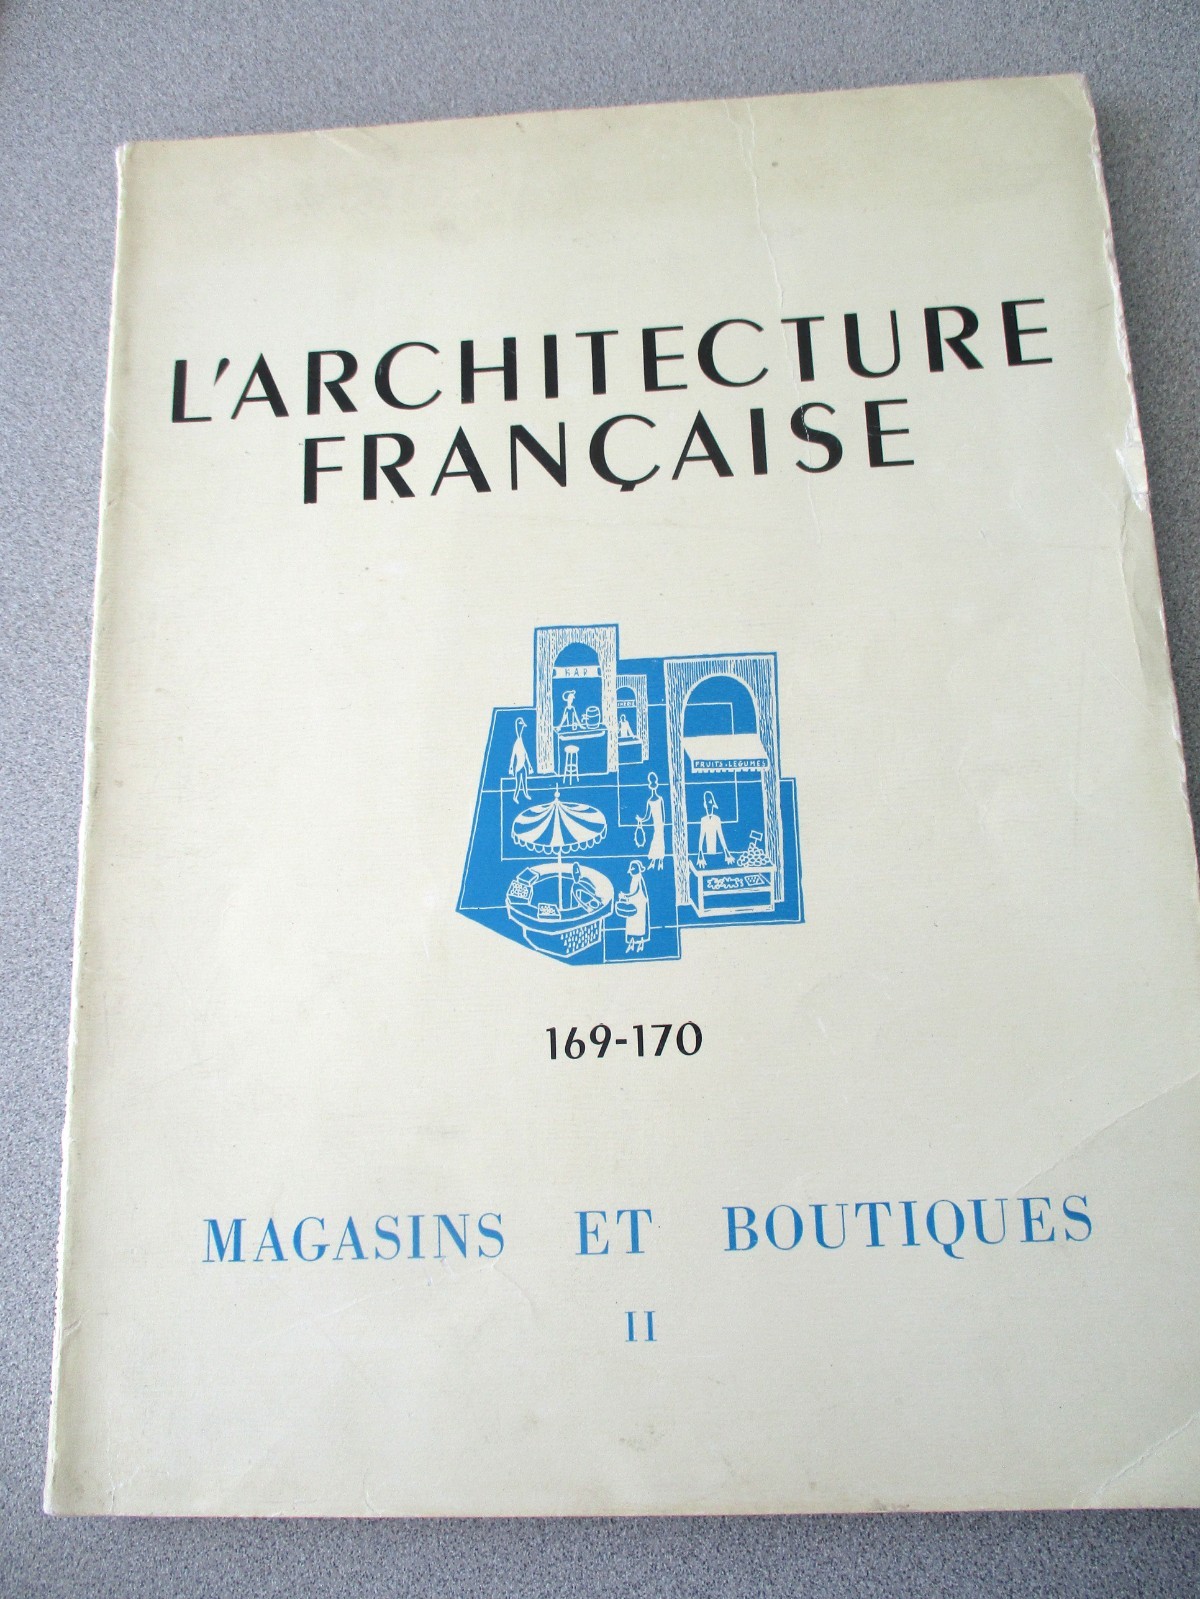 L'ARCHITECTURE
FRANÇAISE
BAR
FRUITS.LEGUMES
169-170
MAGASINS ET BOUTIQUES
II